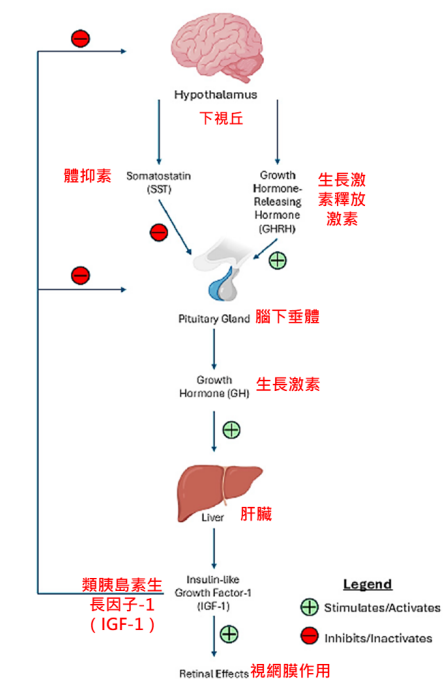 Hypothalamus
下視丘
體抑素
Somatostatin
(SST)
Growth
Hormone-
Releasing
Hormone
(GHRH)
生長激
素釋放
激素
Pituitary Gland
腦下垂體
Growth
Hormone (GH)
生長激素
Liver
肝臟
類胰島素生
長因子-1
（IGF-1）
Insulin-like
Growth Factor-1
(IGF-1)
Legend
Stimulates/Activates
Inhibits/Inactivates
Retinal Effects
視網膜作用